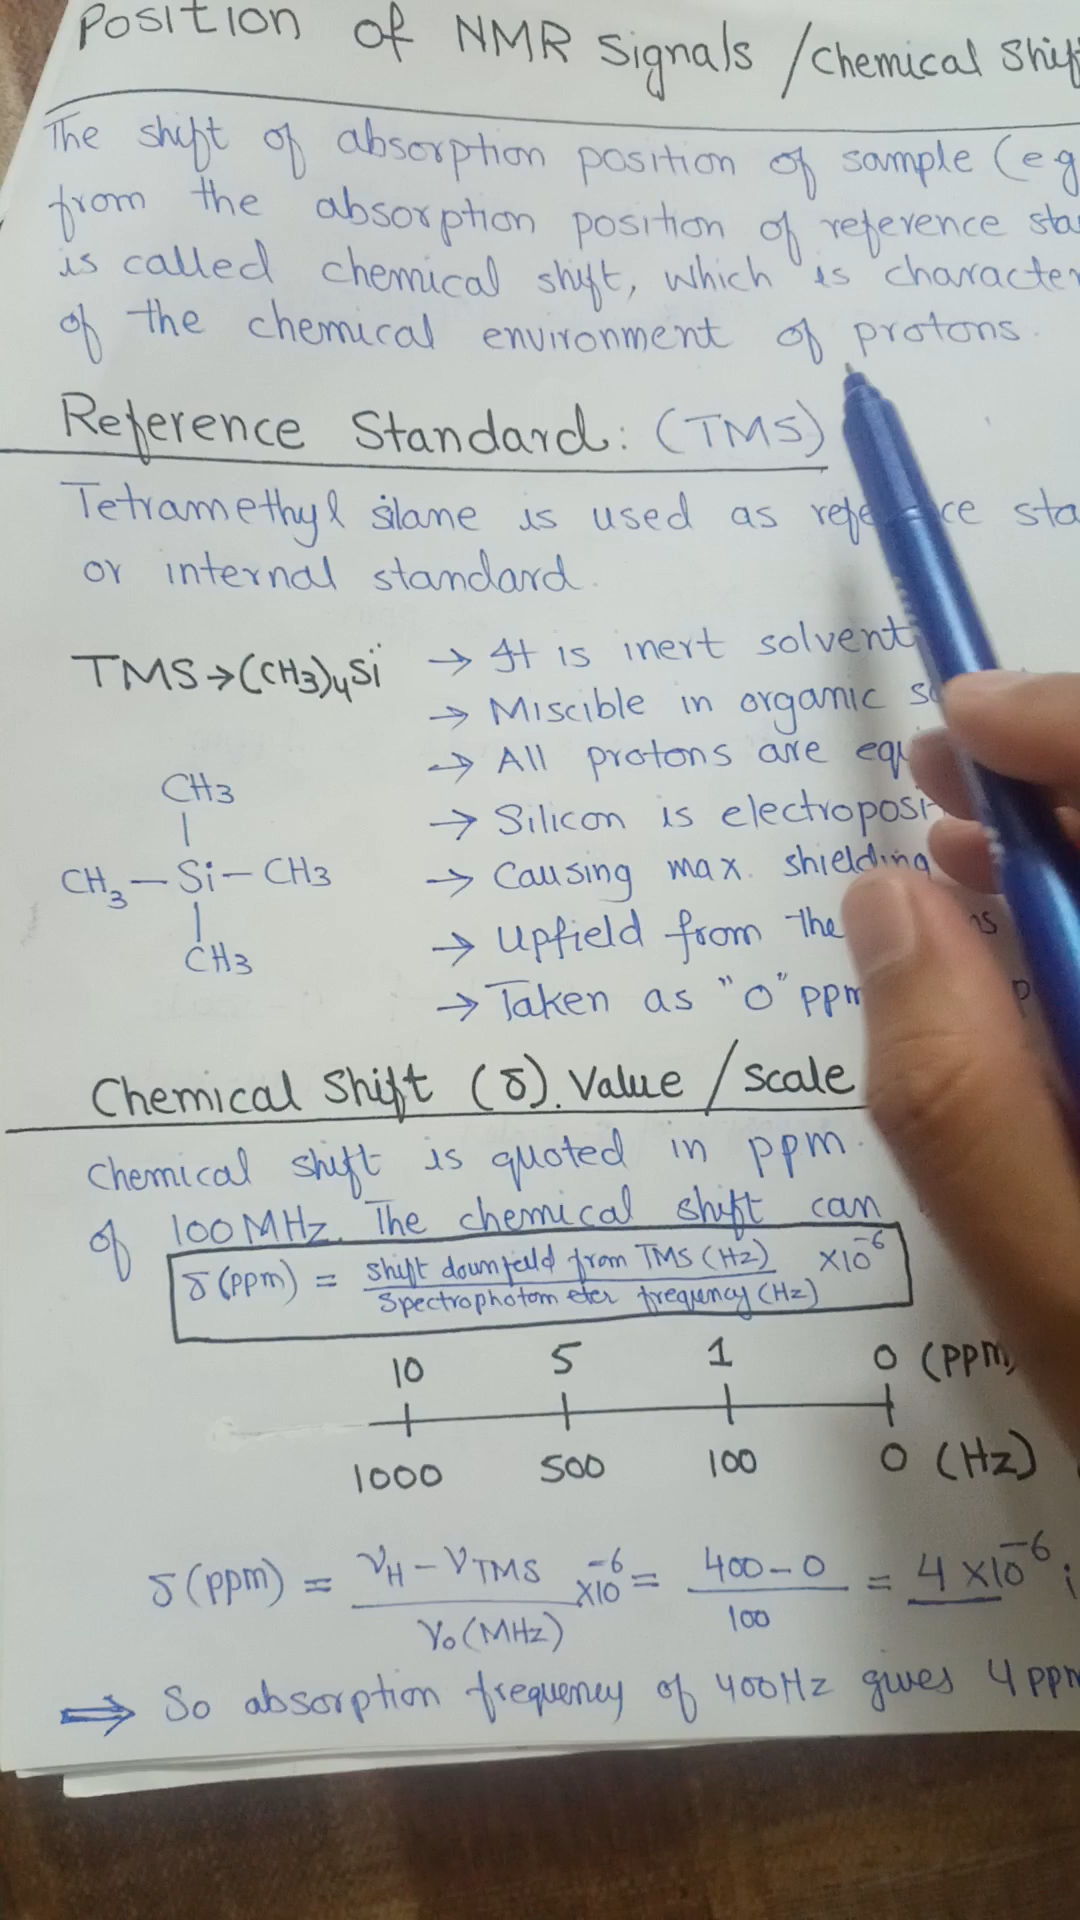 Position of NMR Signals / Chemical Shif
The shift of absorption position of sample (eg
from the absorption position of reference sta
is called chemical shift, which is character
of the chemical environment of protons.
Reference Standard: (TMS)
Tetramethyl silane is used as refe ce sta
or internal standard.
TMS→(CH3)4Si → It is inert solvent
→ Miscible in organic s
→ All protons are equ
CH3
→ Silicon is electroposi
CH3 — Si — CH3 → Causing max. shielding
→ Upfield from the ns
CH3
→ Taken as "0" ppm p
Chemical Shift (δ). Value / Scale
Chemical shift is quoted in ppm.
of 100 MHz. The chemical shift can
δ (ppm) = Shift downfeild from TMS (Hz) ×10⁻⁶
Spectrophotometer frequency (Hz)
10 5 1 0 (PPM)
1000 500 100 0 (Hz)
δ (ppm) = νH − νTMS ×10⁻⁶ = 400 − 0 = 4 ×10⁻⁶ i
ν0 (MHz) 100
⇒ So absorption frequency of 400Hz gives 4 ppm